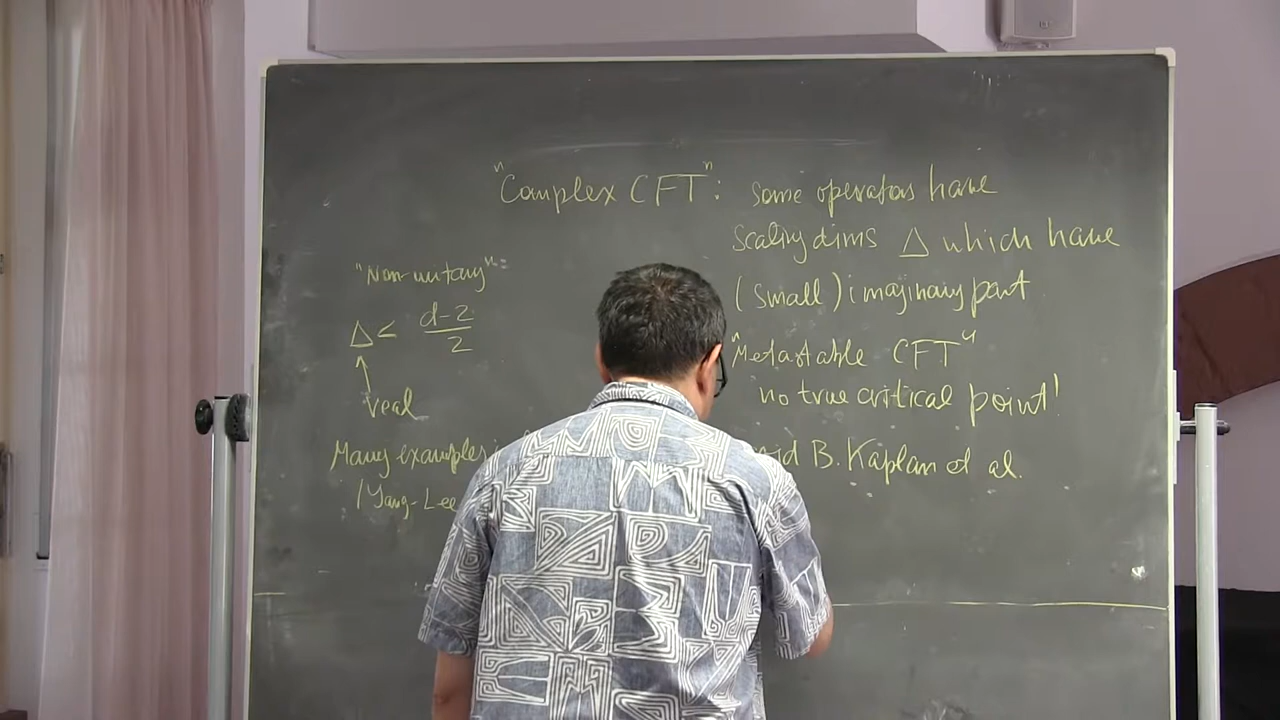 "Complex CFT": some operators have
scaling dims Δ which have
(small) imaginary part
"Metastable CFT"
no true critical point!
B. Kaplan et al.
"Non-unitary":
Δ < \frac{d-2}{2}
↑
real
Many examples
(Yang-Lee